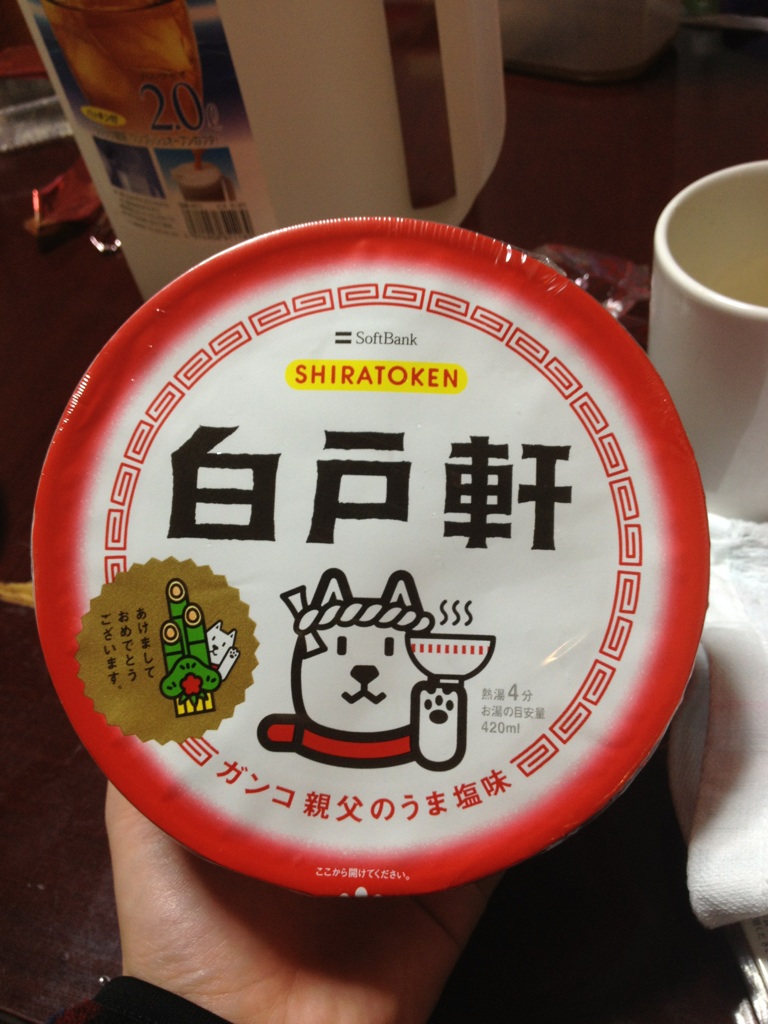 2.0ℓ
SoftBank
SHIRATOKEN
白戸軒
あけまして
おめでとう
ございます。
熱湯4分
お湯の目安量
420ml
ガンコ親父のうま塩味
ここから開けてください。